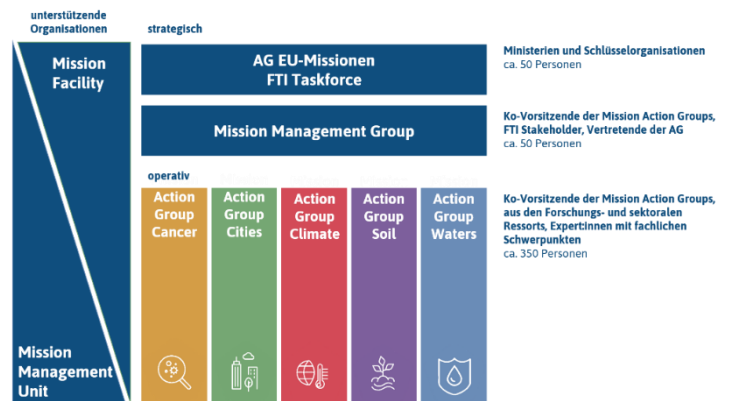 unterstützende
Organisationen
strategisch
Mission
Facility
AG EU-Missionen
FTI Taskforce
Ministerien und Schlüsselorganisationen
ca. 50 Personen
Mission Management Group
Ko-Vorsitzende der Mission Action Groups,
FTI Stakeholder, Vertretende der AG
ca. 50 Personen
operativ
Action
Group
Cancer
Action
Group
Cities
Action
Group
Climate
Action
Group
Soil
Action
Group
Waters
Ko-Vorsitzende der Mission Action Groups,
aus den Forschungs- und sektoralen
Ressorts, Expert:innen mit fachlichen
Schwerpunkten
ca. 350 Personen
Mission
Management
Unit